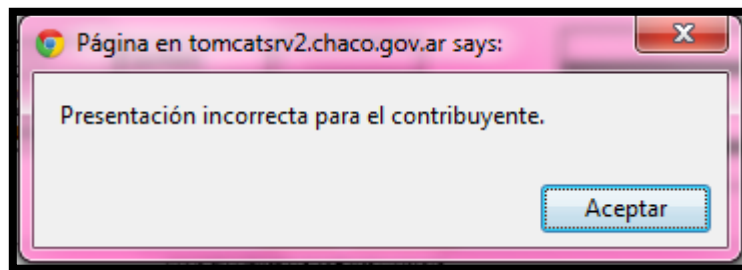 Página en tomcatsrv2.chaco.gov.ar says:
Presentación incorrecta para el contribuyente.
Aceptar